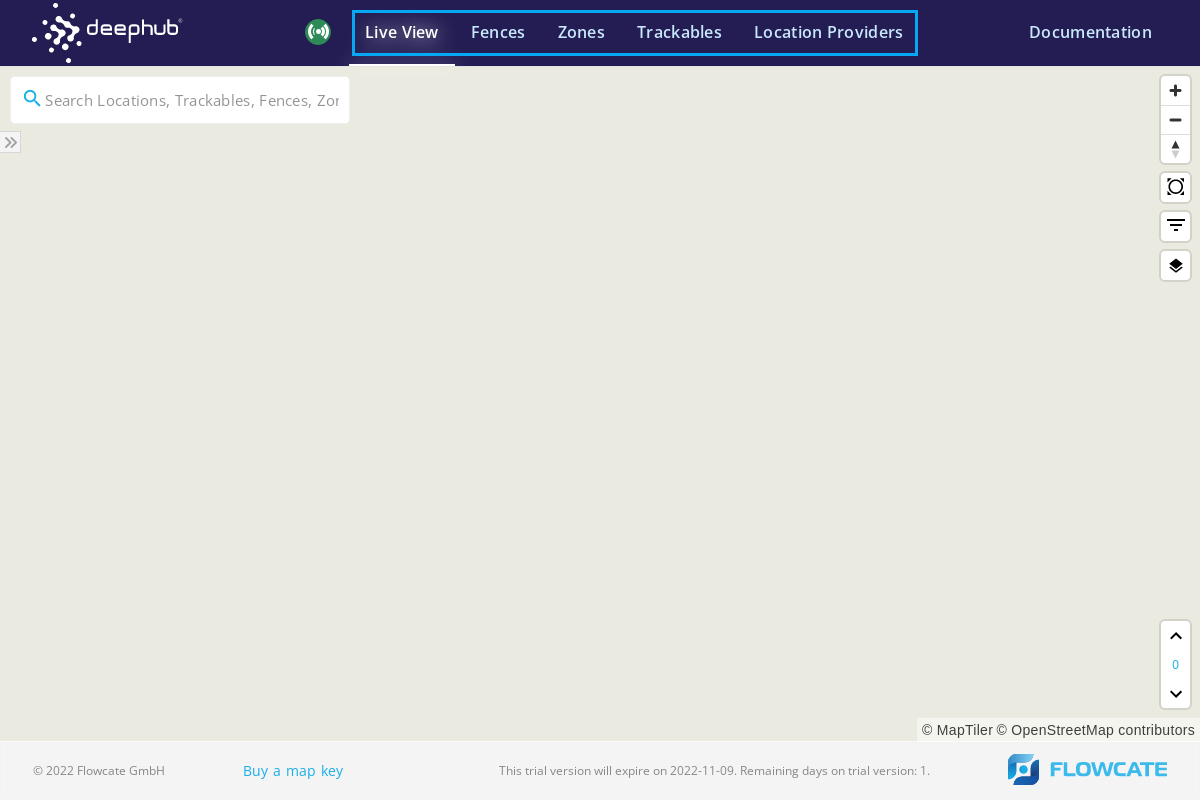 deephub®
Live View
Fences
Zones
Trackables
Location Providers
Documentation
Search Locations, Trackables, Fences, Zor
0
© MapTiler © OpenStreetMap contributors
© 2022 Flowcate GmbH
Buy a map key
This trial version will expire on 2022-11-09. Remaining days on trial version: 1.
FLOWCATE